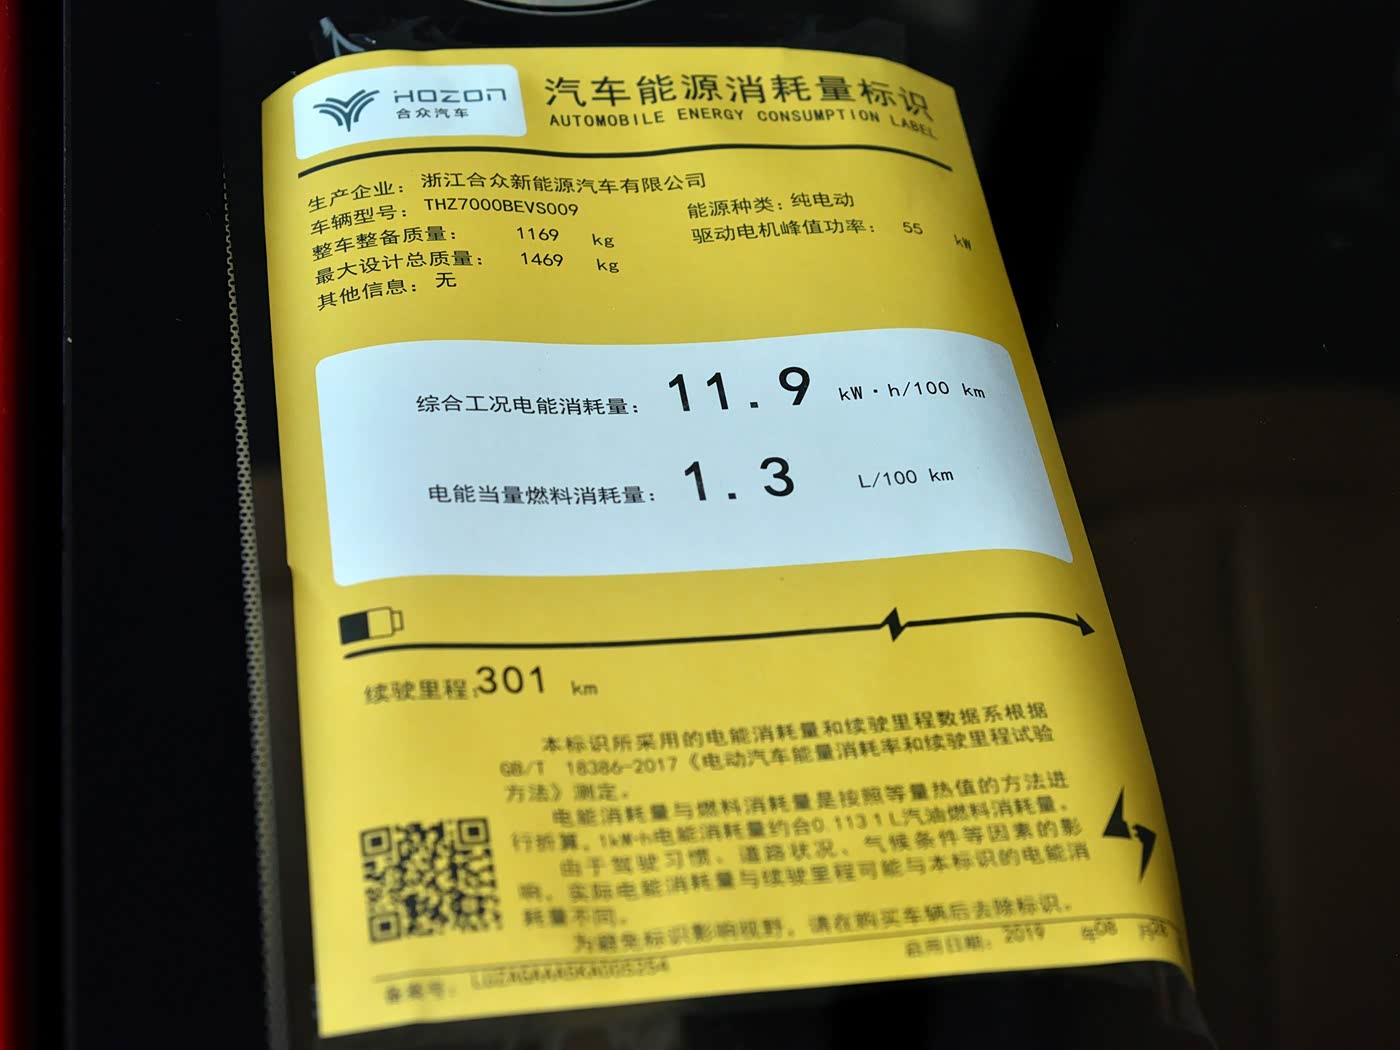 HOZON
合众汽车
汽车能源消耗量标识
AUTOMOBILE ENERGY CONSUMPTION LABEL
生产企业: 浙江合众新能源汽车有限公司
车辆型号: THZ7000BEVS009
能源种类: 纯电动
整车整备质量: 1169 kg
驱动电机峰值功率: 55 kW
最大设计总质量: 1469 kg
其他信息: 无
综合工况电能消耗量: 11.9 kW·h/100 km
电能当量燃料消耗量: 1.3 L/100 km
续驶里程:301 km
本标识所采用的电能消耗量和续驶里程数据系根据
GB/T 18386-2017《电动汽车能量消耗率和续驶里程试验
方法》测定。
电能消耗量与燃料消耗量是按照等量热值的方法进
行折算，1kW·h电能消耗量约合0.1131L汽油燃料消耗量。
由于驾驶习惯、道路状况、气候条件等因素的影
响，实际电能消耗量与续驶里程可能与本标识的电能消
耗量不同。
为避免标识影响视野，请在购买车辆后去除标识。
备案号:
启用日期: 2019 年08 月